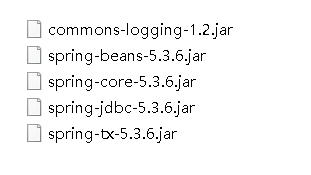 commons-logging-1.2.jar
spring-beans-5.3.6.jar
spring-core-5.3.6.jar
spring-jdbc-5.3.6.jar
spring-tx-5.3.6.jar